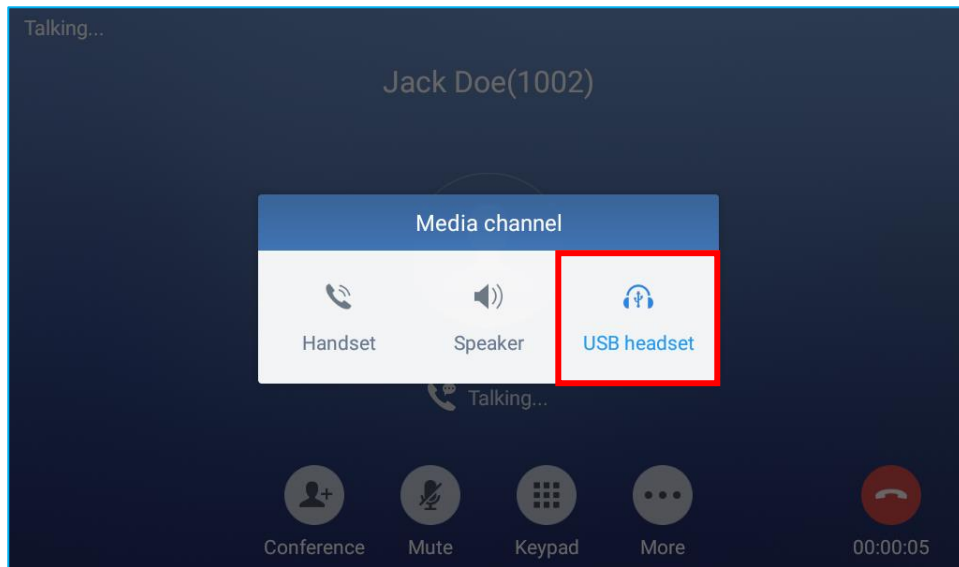 Talking...
Jack Doe(1002)
Media channel
Handset Speaker USB headset
Talking...
Conference Mute Keypad More 00:00:05